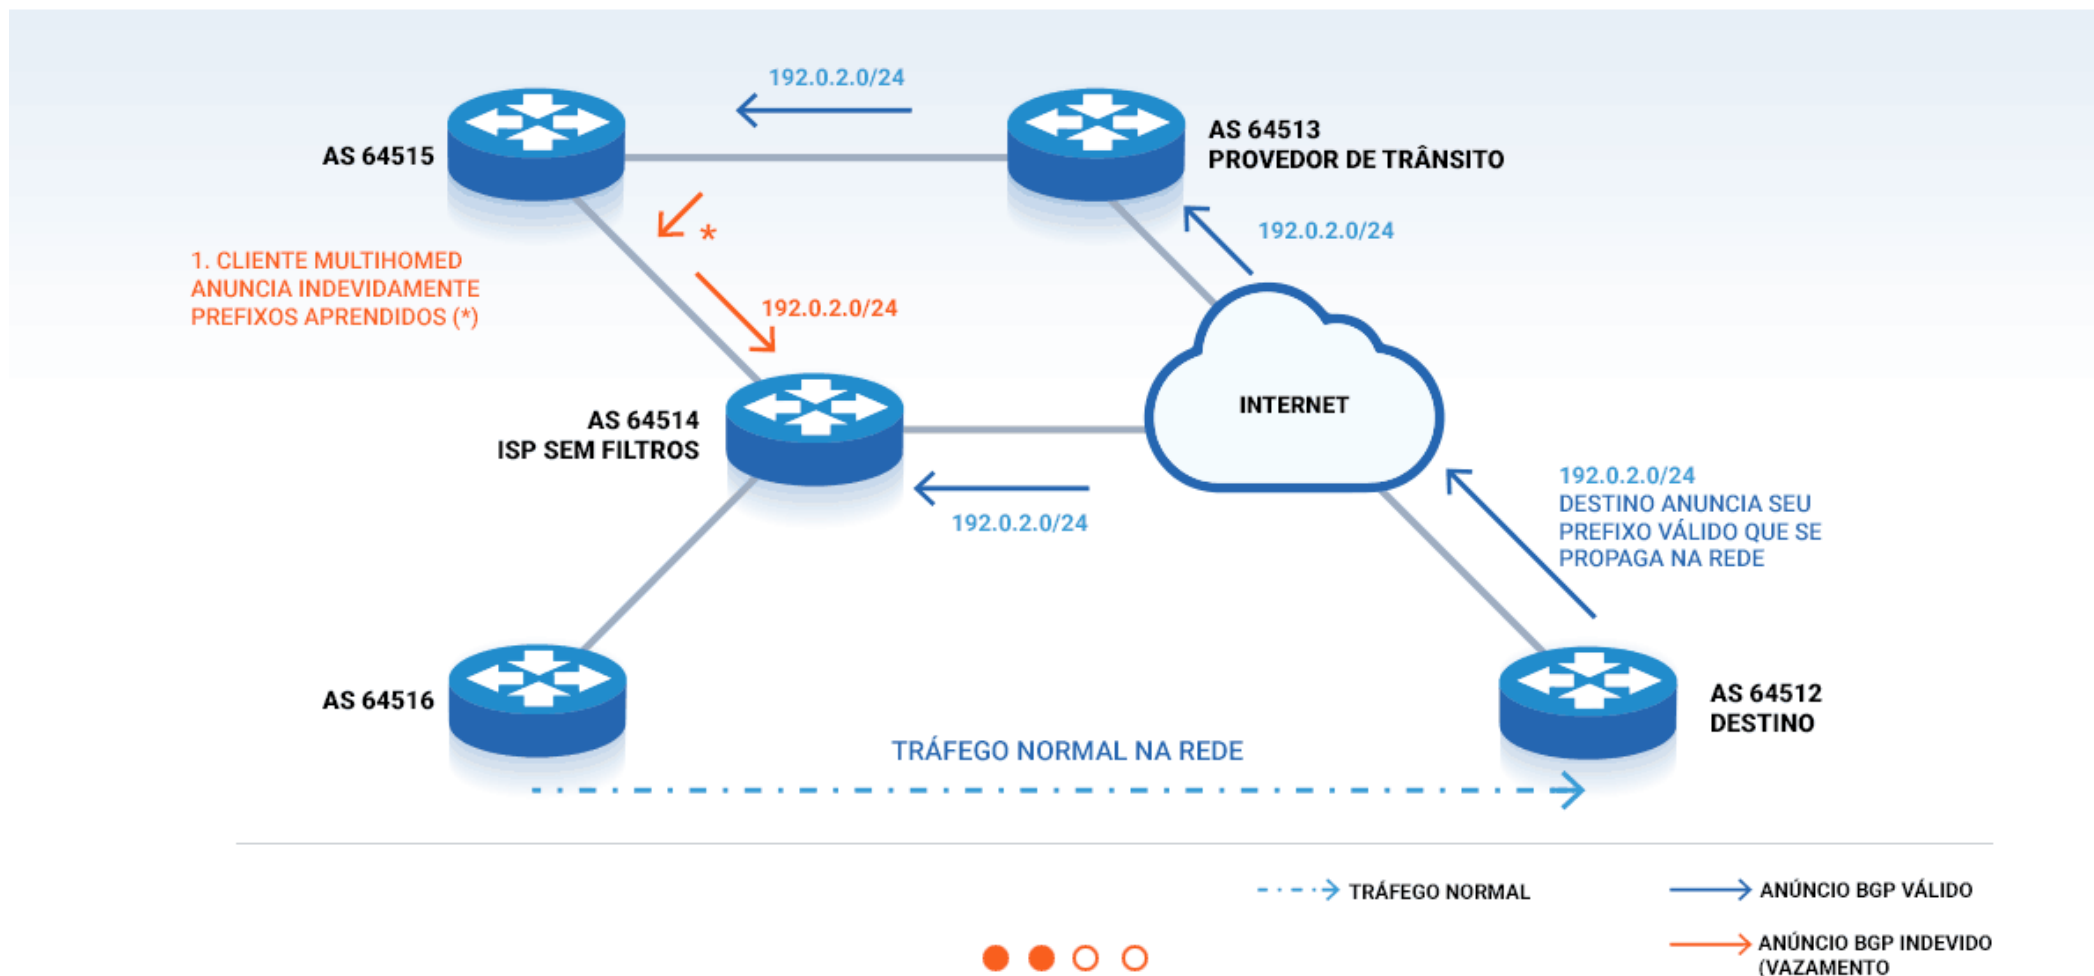 192.0.2.0/24
AS 64515
AS 64513
PROVEDOR DE TRÂNSITO
192.0.2.0/24
*
1. CLIENTE MULTIHOMED
ANUNCIA INDEVIDAMENTE
PREFIXOS APRENDIDOS (*)
192.0.2.0/24
INTERNET
AS 64514
ISP SEM FILTROS
192.0.2.0/24
192.0.2.0/24
DESTINO ANUNCIA SEU
PREFIXO VÁLIDO QUE SE
PROPAGA NA REDE
AS 64516
AS 64512
DESTINO
TRÁFEGO NORMAL NA REDE
TRÁFEGO NORMAL
ANÚNCIO BGP VÁLIDO
ANÚNCIO BGP INDEVIDO
(VAZAMENTO